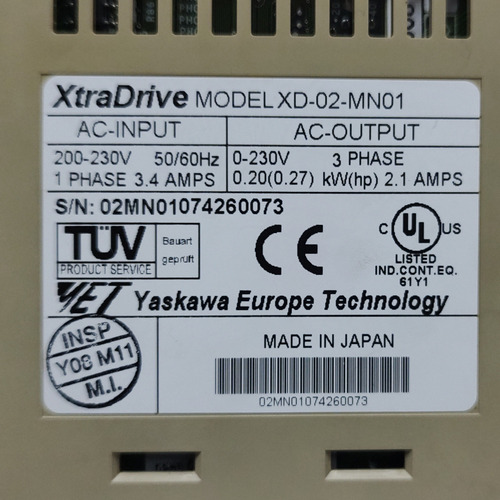 XtraDrive MODEL XD-02-MN01
AC-INPUT
AC-OUTPUT
200-230V 50/60Hz
1 PHASE 3.4 AMPS
0-230V 3 PHASE
0.20(0.27) kW(hp) 2.1 AMPS
S/N: 02MN01074260073
TÜV
PRODUCT SERVICE
Bauart
geprüft
CE
C UL US
LISTED
IND.CONT.EQ.
61Y1
YET Yaskawa Europe Technology
INSP
Y08 M11
M.I.
MADE IN JAPAN
02MN01074260073